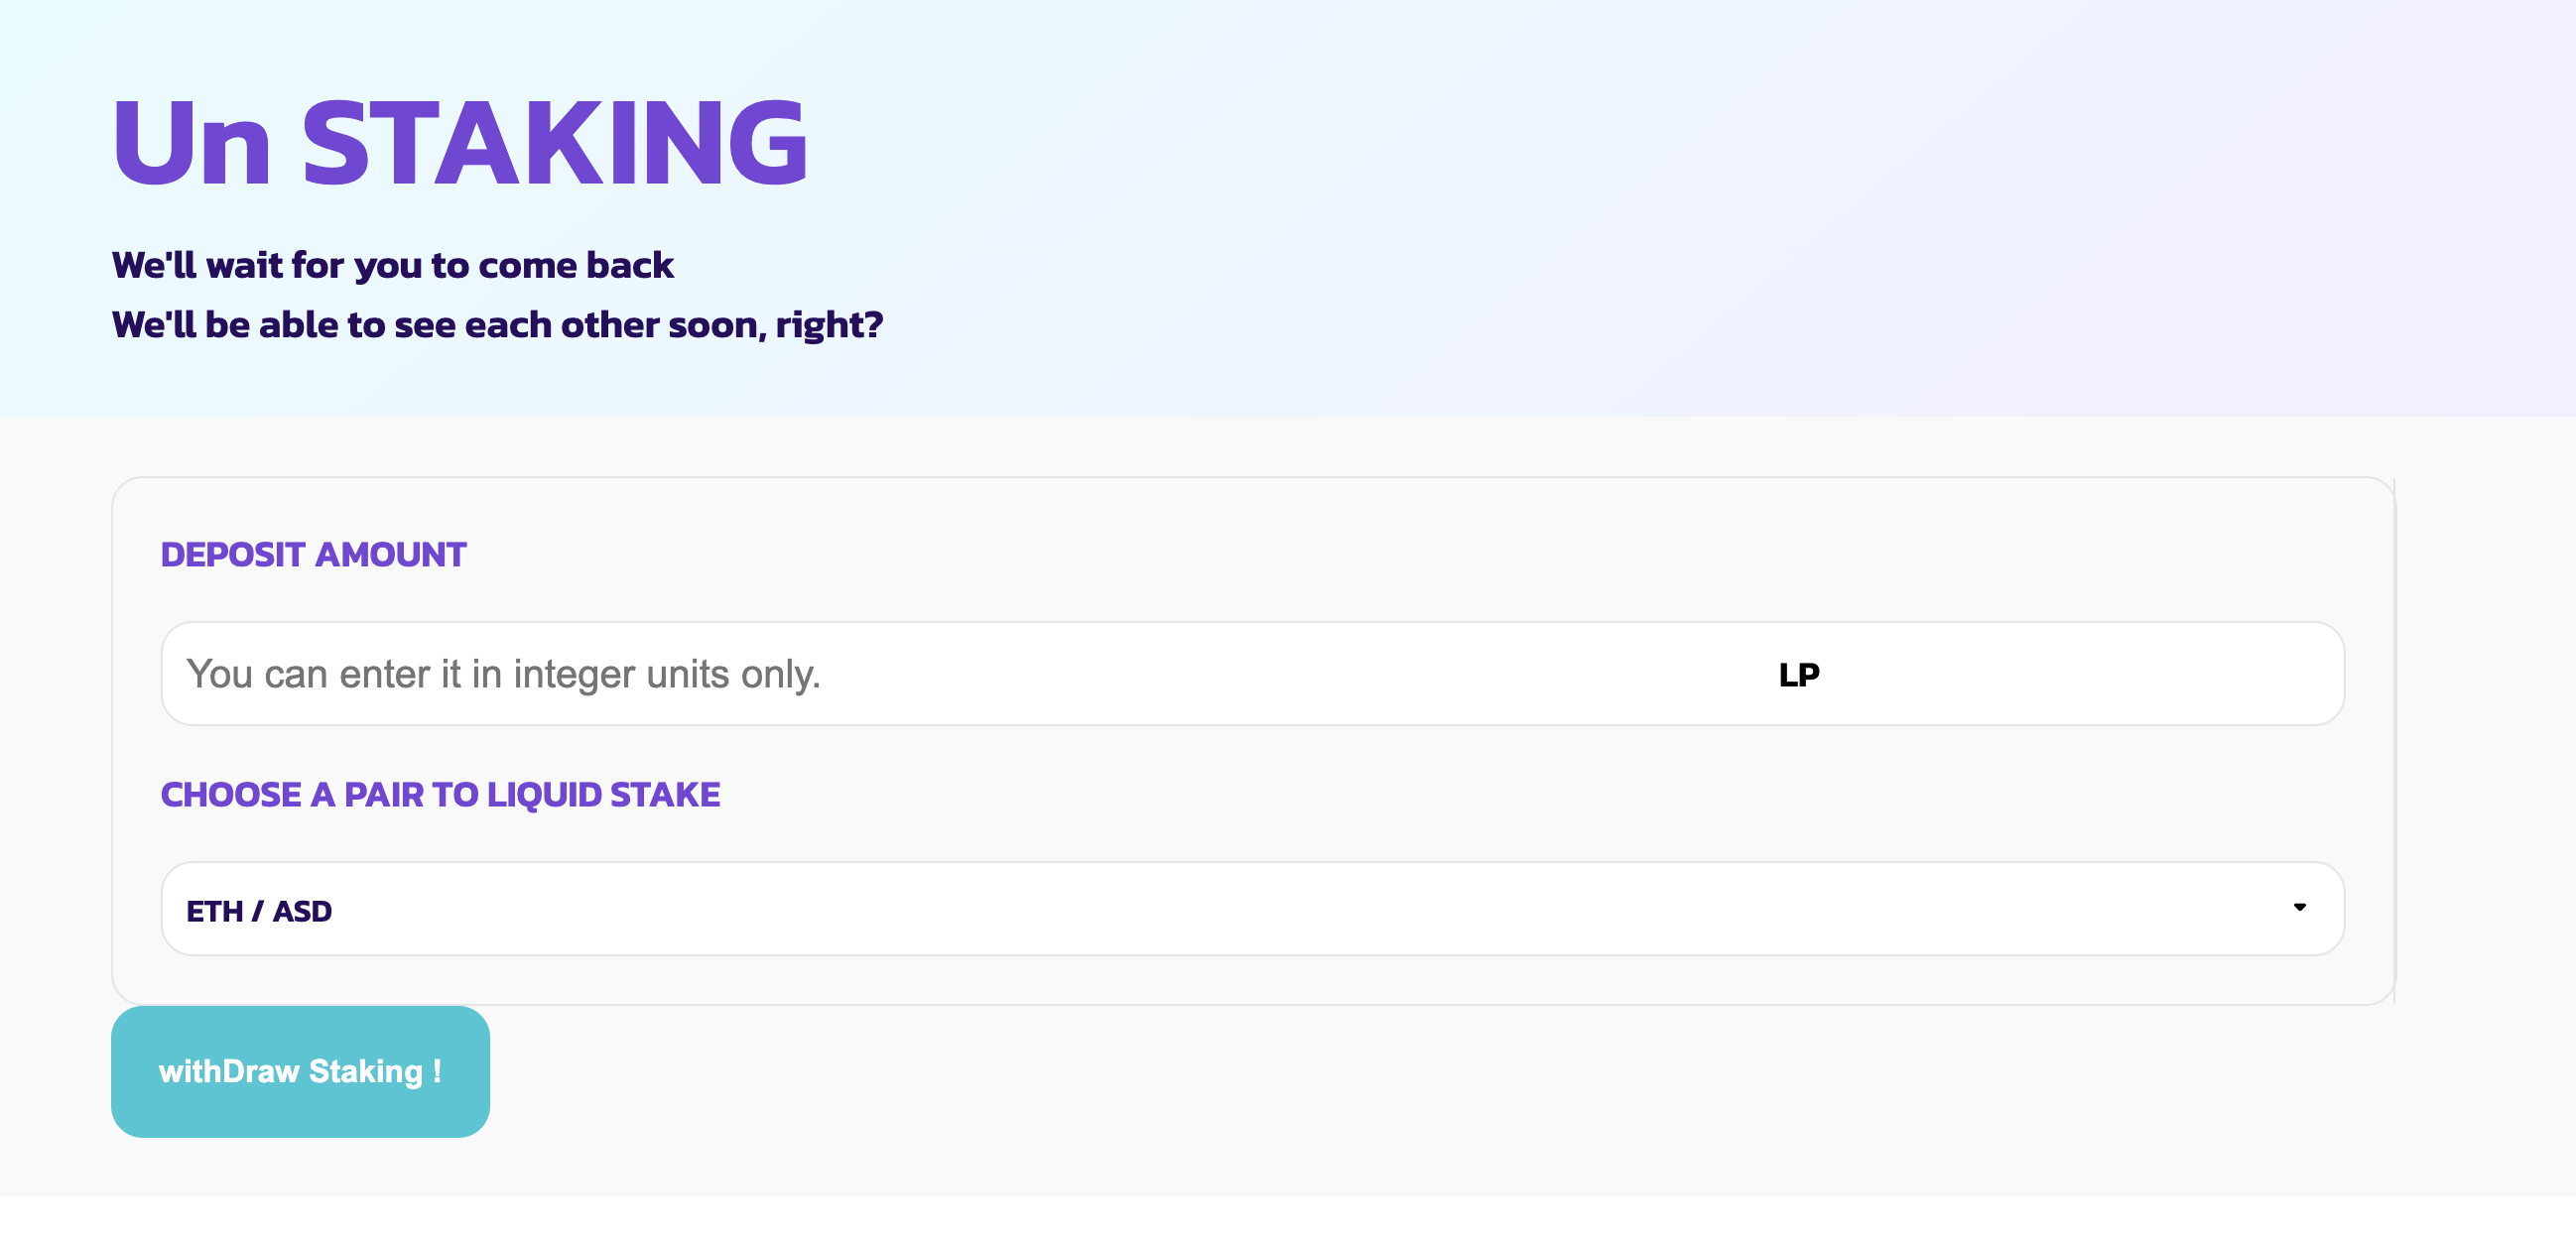 Un STAKING
We'll wait for you to come back
We'll be able to see each other soon, right?
DEPOSIT AMOUNT
You can enter it in integer units only. LP
CHOOSE A PAIR TO LIQUID STAKE
ETH / ASD
withDraw Staking !